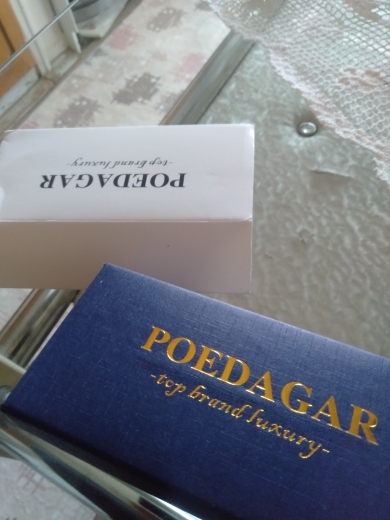 POEDAGAR
-top brand luxury-
POEDAGAR
-top brand luxury-